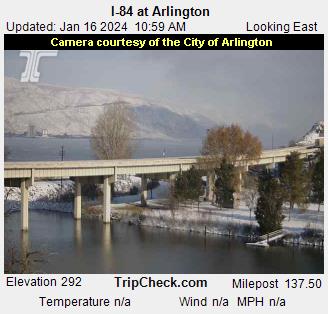 I-84 at Arlington
Updated: Jan 16 2024 10:59 AM Looking East
Camera courtesy of the City of Arlington
Elevation 292 TripCheck.com Milepost 137.50
Temperature n/a Wind n/a MPH n/a